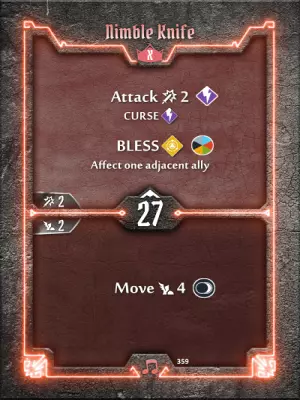 Nimble Knife
X
Attack 2
CURSE
BLESS
Affect one adjacent ally
2
27
2
Move 4
359